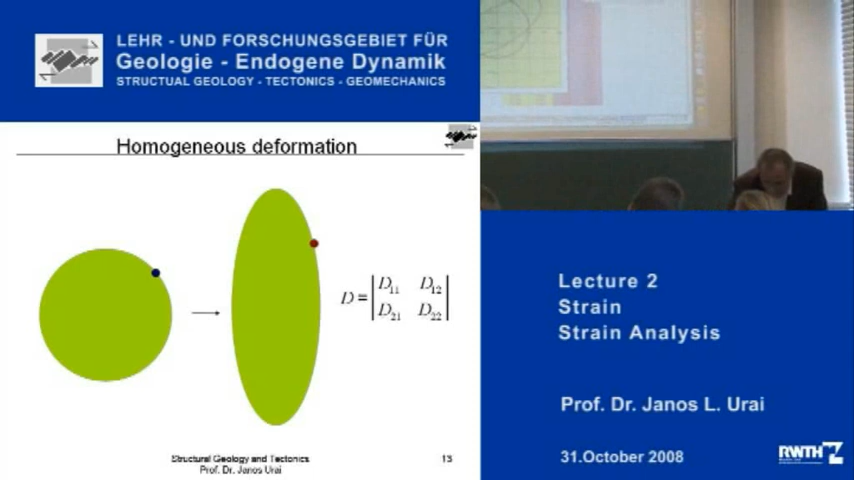 LEHR - UND FORSCHUNGSGEBIET FÜR
Geologie - Endogene Dynamik
STRUCTUAL GEOLOGY - TECTONICS - GEOMECHANICS
Homogeneous deformation
D = D11 D12
D21 D22
Structural Geology and Tectonics
Prof. Dr. Janos Urai
13
Lecture 2
Strain
Strain Analysis
Prof. Dr. Janos L. Urai
31.October 2008
RWTH